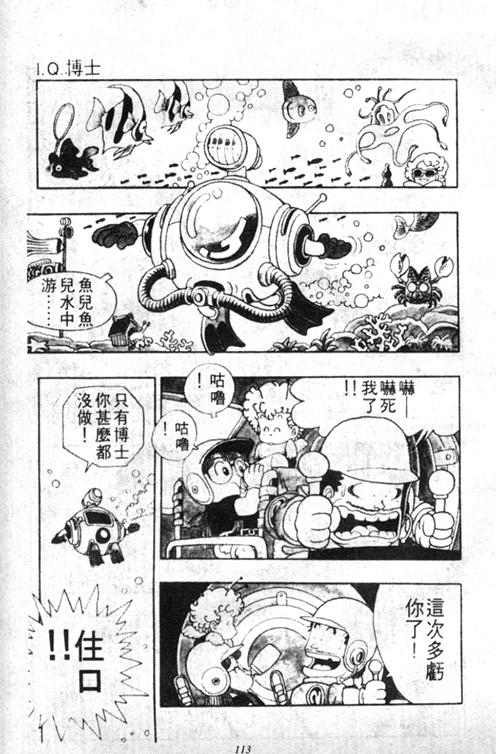 I.Q.博士
魚兒魚
兒水中
游……
嚇——
嚇死
我了!!
咕嚕!
咕嚕!
這次多虧
你了!
只有博士
你甚麼都
沒做!
住口!!
113